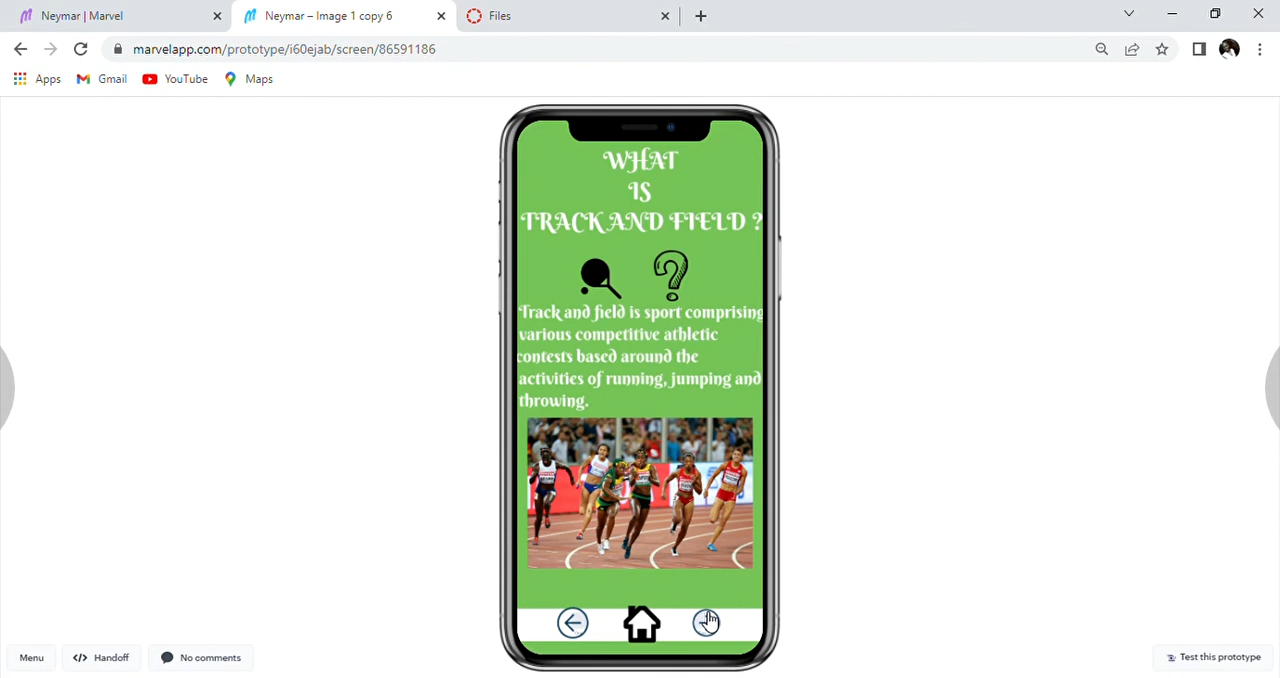 Neymar | Marvel
Neymar – Image 1 copy 6
Files
marvelapp.com/prototype/i60ejab/screen/86591186
Apps
Gmail
YouTube
Maps
WHAT
IS
TRACK AND FIELD ?
Track and field is sport comprising
various competitive athletic
contests based around the
activities of running, jumping and
throwing.
Menu
</> Handoff
No comments
Test this prototype